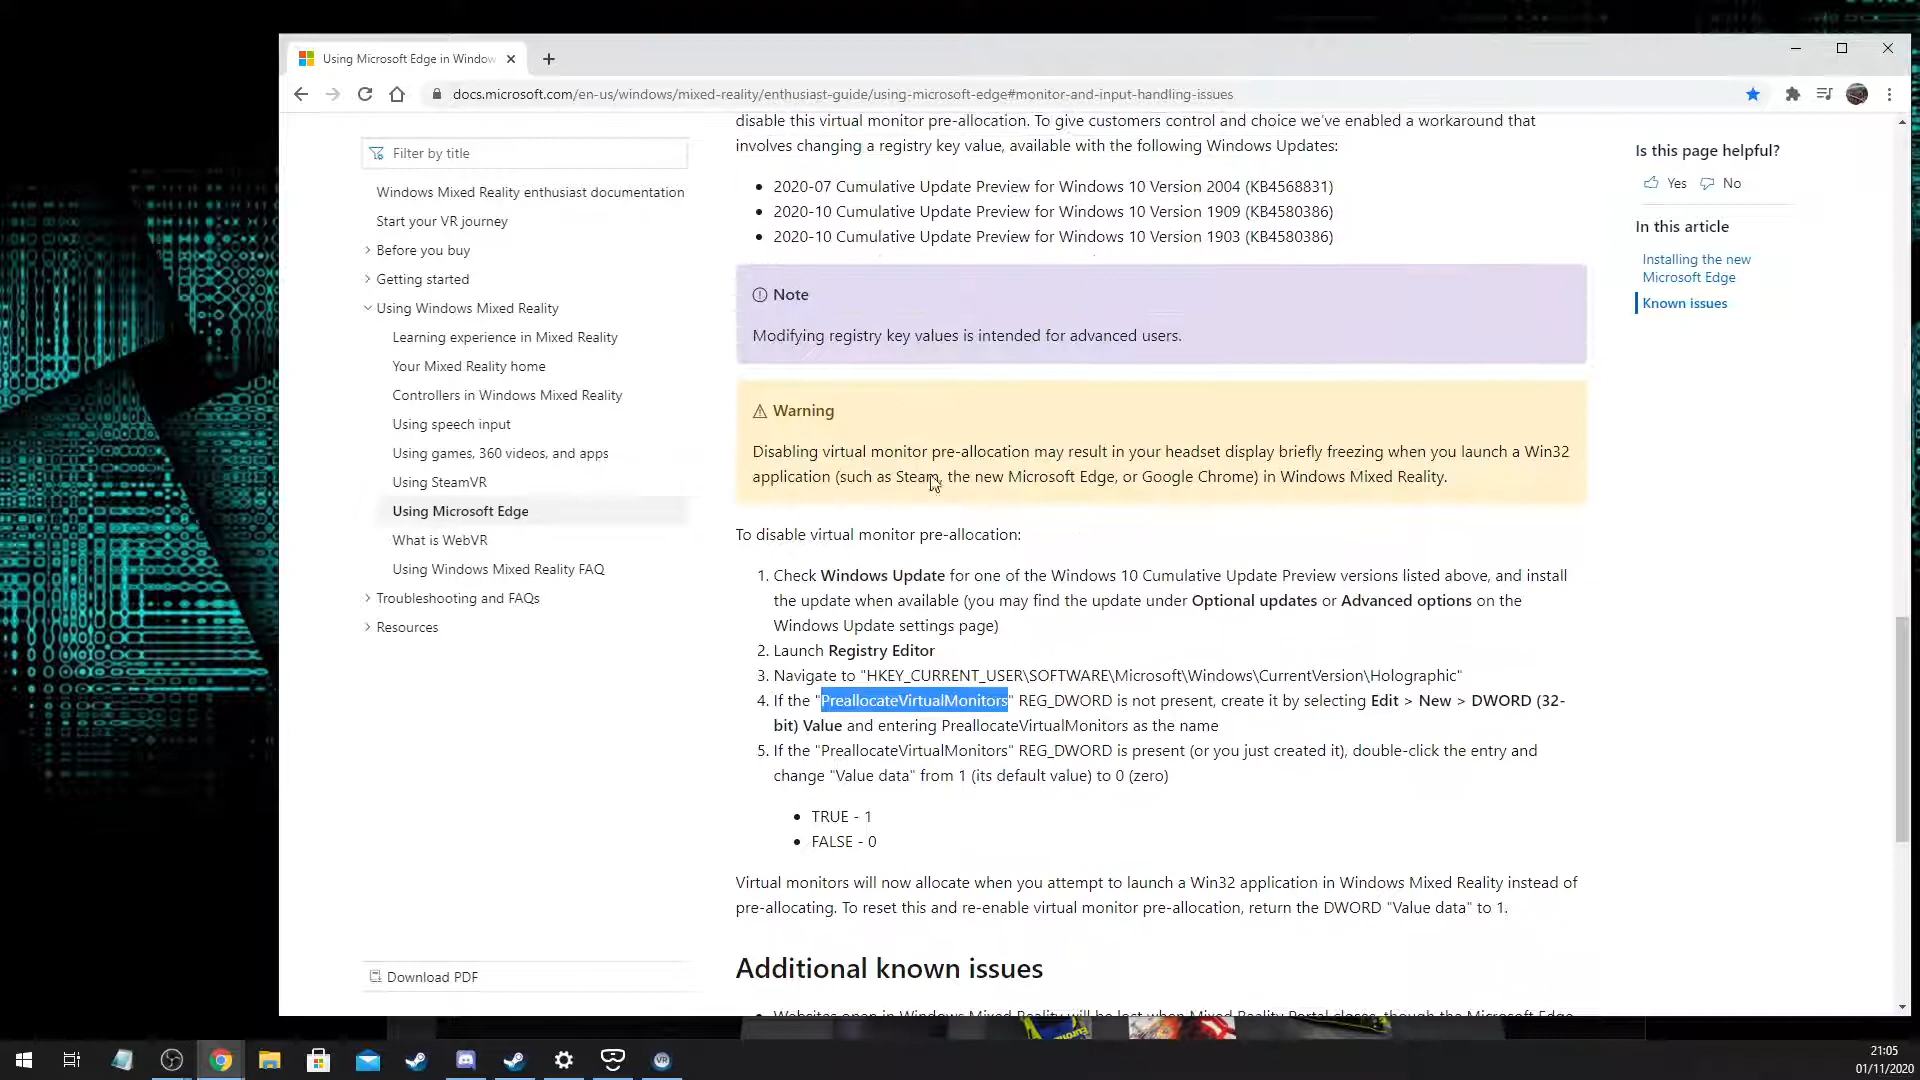 Using Microsoft Edge in Window
docs.microsoft.com/en-us/windows/mixed-reality/enthusiast-guide/using-microsoft-edge#monitor-and-input-handling-issues
Filter by title
Windows Mixed Reality enthusiast documentation
Start your VR journey
Before you buy
Getting started
Using Windows Mixed Reality
Learning experience in Mixed Reality
Your Mixed Reality home
Controllers in Windows Mixed Reality
Using speech input
Using games, 360 videos, and apps
Using SteamVR
Using Microsoft Edge
What is WebVR
Using Windows Mixed Reality FAQ
Troubleshooting and FAQs
Resources
Download PDF
disable this virtual monitor pre-allocation. To give customers control and choice we've enabled a workaround that
involves changing a registry key value, available with the following Windows Updates:
• 2020-07 Cumulative Update Preview for Windows 10 Version 2004 (KB4568831)
• 2020-10 Cumulative Update Preview for Windows 10 Version 1909 (KB4580386)
• 2020-10 Cumulative Update Preview for Windows 10 Version 1903 (KB4580386)
Note
Modifying registry key values is intended for advanced users.
Warning
Disabling virtual monitor pre-allocation may result in your headset display briefly freezing when you launch a Win32
application (such as Steam, the new Microsoft Edge, or Google Chrome) in Windows Mixed Reality.
To disable virtual monitor pre-allocation:
1. Check Windows Update for one of the Windows 10 Cumulative Update Preview versions listed above, and install
the update when available (you may find the update under Optional updates or Advanced options on the
Windows Update settings page)
2. Launch Registry Editor
3. Navigate to "HKEY_CURRENT_USER\SOFTWARE\Microsoft\Windows\CurrentVersion\Holographic"
4. If the "PreallocateVirtualMonitors" REG_DWORD is not present, create it by selecting Edit > New > DWORD (32-
bit) Value and entering PreallocateVirtualMonitors as the name
5. If the "PreallocateVirtualMonitors" REG_DWORD is present (or you just created it), double-click the entry and
change "Value data" from 1 (its default value) to 0 (zero)
• TRUE - 1
• FALSE - 0
Virtual monitors will now allocate when you attempt to launch a Win32 application in Windows Mixed Reality instead of
pre-allocating. To reset this and re-enable virtual monitor pre-allocation, return the DWORD "Value data" to 1.
Additional known issues
• Websites open in Windows Mixed Reality will be lost when Mixed Reality Portal closes, though the Microsoft Edge
Is this page helpful?
Yes No
In this article
Installing the new
Microsoft Edge
Known issues
21:05
01/11/2020